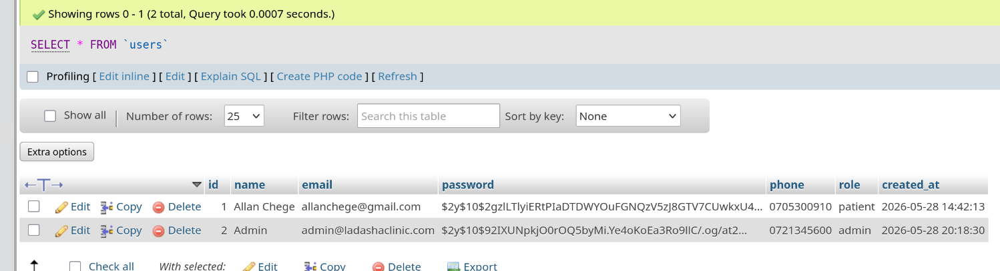 Showing rows 0 - 1 (2 total, Query took 0.0007 seconds.)
SELECT * FROM `users`
Profiling [ Edit inline ] [ Edit ] [ Explain SQL ] [ Create PHP code ] [ Refresh ]
Show all Number of rows: 25 Filter rows: Search this table Sort by key: None
Extra options
←T→ id name email password phone role created_at
Edit Copy Delete 1 Allan Chege allanchege@gmail.com $2y$10$2gzlLTlyiERtPIaDTDWYOuFGNQzV5zJ8GTV7CUwkxU4... 0705300910 patient 2026-05-28 14:42:13
Edit Copy Delete 2 Admin admin@ladashaclinic.com $2y$10$92IXUNpkjO0rOQ5byMi.Ye4oKoEa3Ro9llC/.og/at2... 0721345600 admin 2026-05-28 20:18:30
Check all With selected: Edit Copy Delete Export